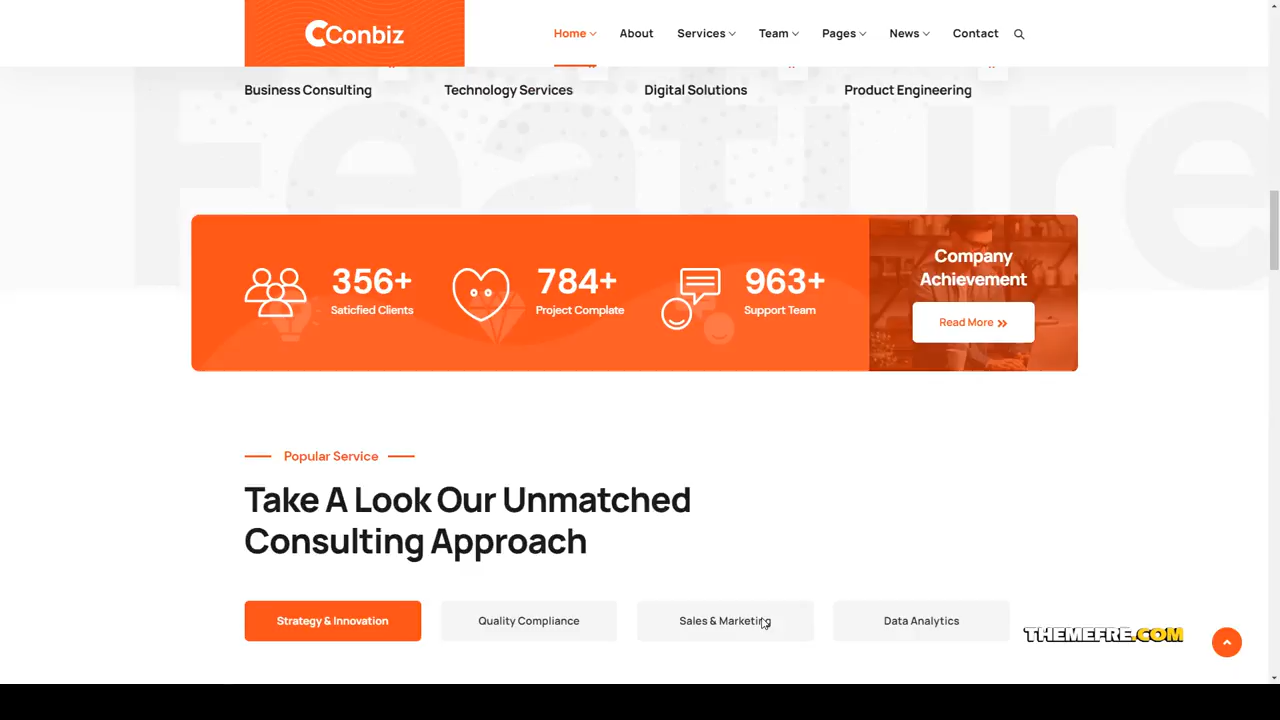 Conbiz
Home
About
Services
Team
Pages
News
Contact
Business Consulting
Technology Services
Digital Solutions
Product Engineering
Feature
356+
Saticfied Clients
784+
Project Complate
963+
Support Team
Company
Achievement
Read More
Popular Service
Take A Look Our Unmatched
Consulting Approach
Strategy & Innovation
Quality Compliance
Sales & Marketing
Data Analytics
THEMEFRE.COM